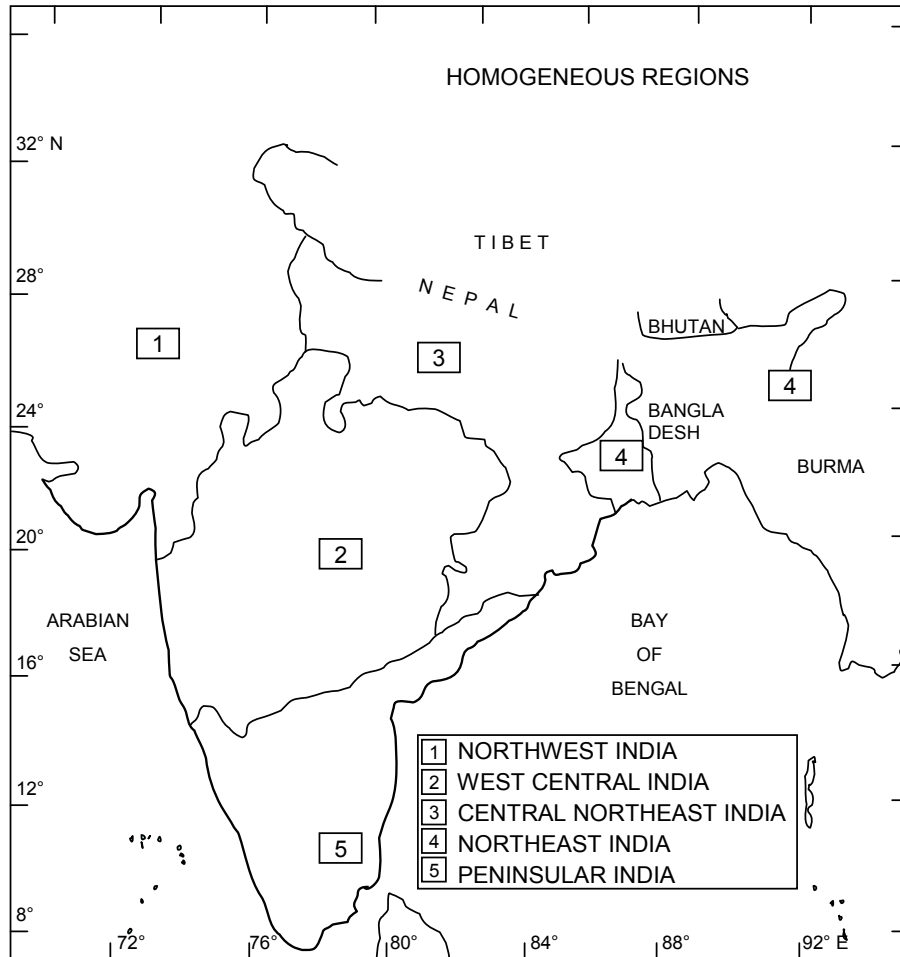 HOMOGENEOUS REGIONS
32° N
TIBET
28°
NEPAL
BHUTAN
1
3
4
24°
BANGLA
DESH
4
BURMA
20°
2
ARABIAN
SEA
BAY
OF
BENGAL
16°
1 NORTHWEST INDIA
2 WEST CENTRAL INDIA
3 CENTRAL NORTHEAST INDIA
4 NORTHEAST INDIA
5 PENINSULAR INDIA
12°
5
8°
72° 76° 80° 84° 88° 92° E